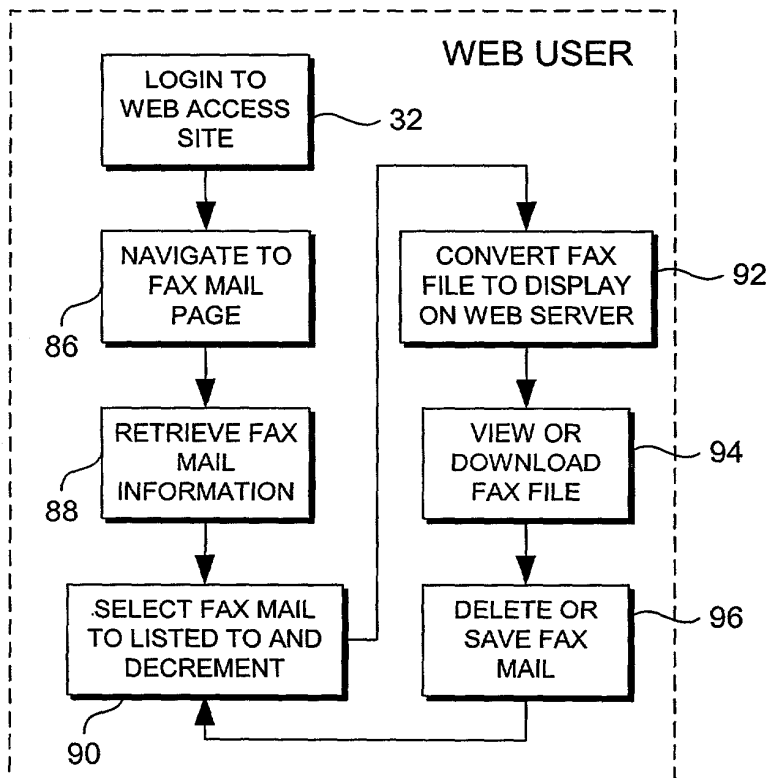 WEB USER
LOGIN TO
WEB ACCESS
SITE
32
NAVIGATE TO
FAX MAIL
PAGE
86
RETRIEVE FAX
MAIL
INFORMATION
88
SELECT FAX MAIL
TO LISTED TO AND
DECREMENT
90
CONVERT FAX
FILE TO DISPLAY
ON WEB SERVER
92
VIEW OR
DOWNLOAD
FAX FILE
94
DELETE OR
SAVE FAX
MAIL
96